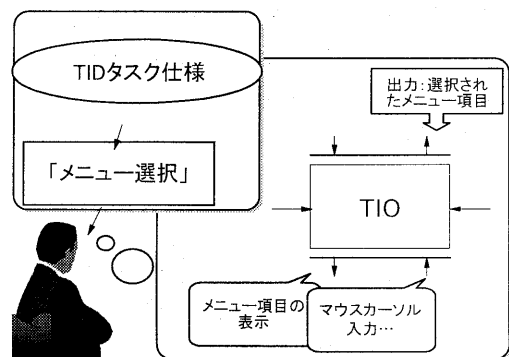 TIDタスク仕様
「メニュー選択」
出力：選択され
たメニュー項目
TIO
メニュー項目の
表示
マウスカーソル
入力…